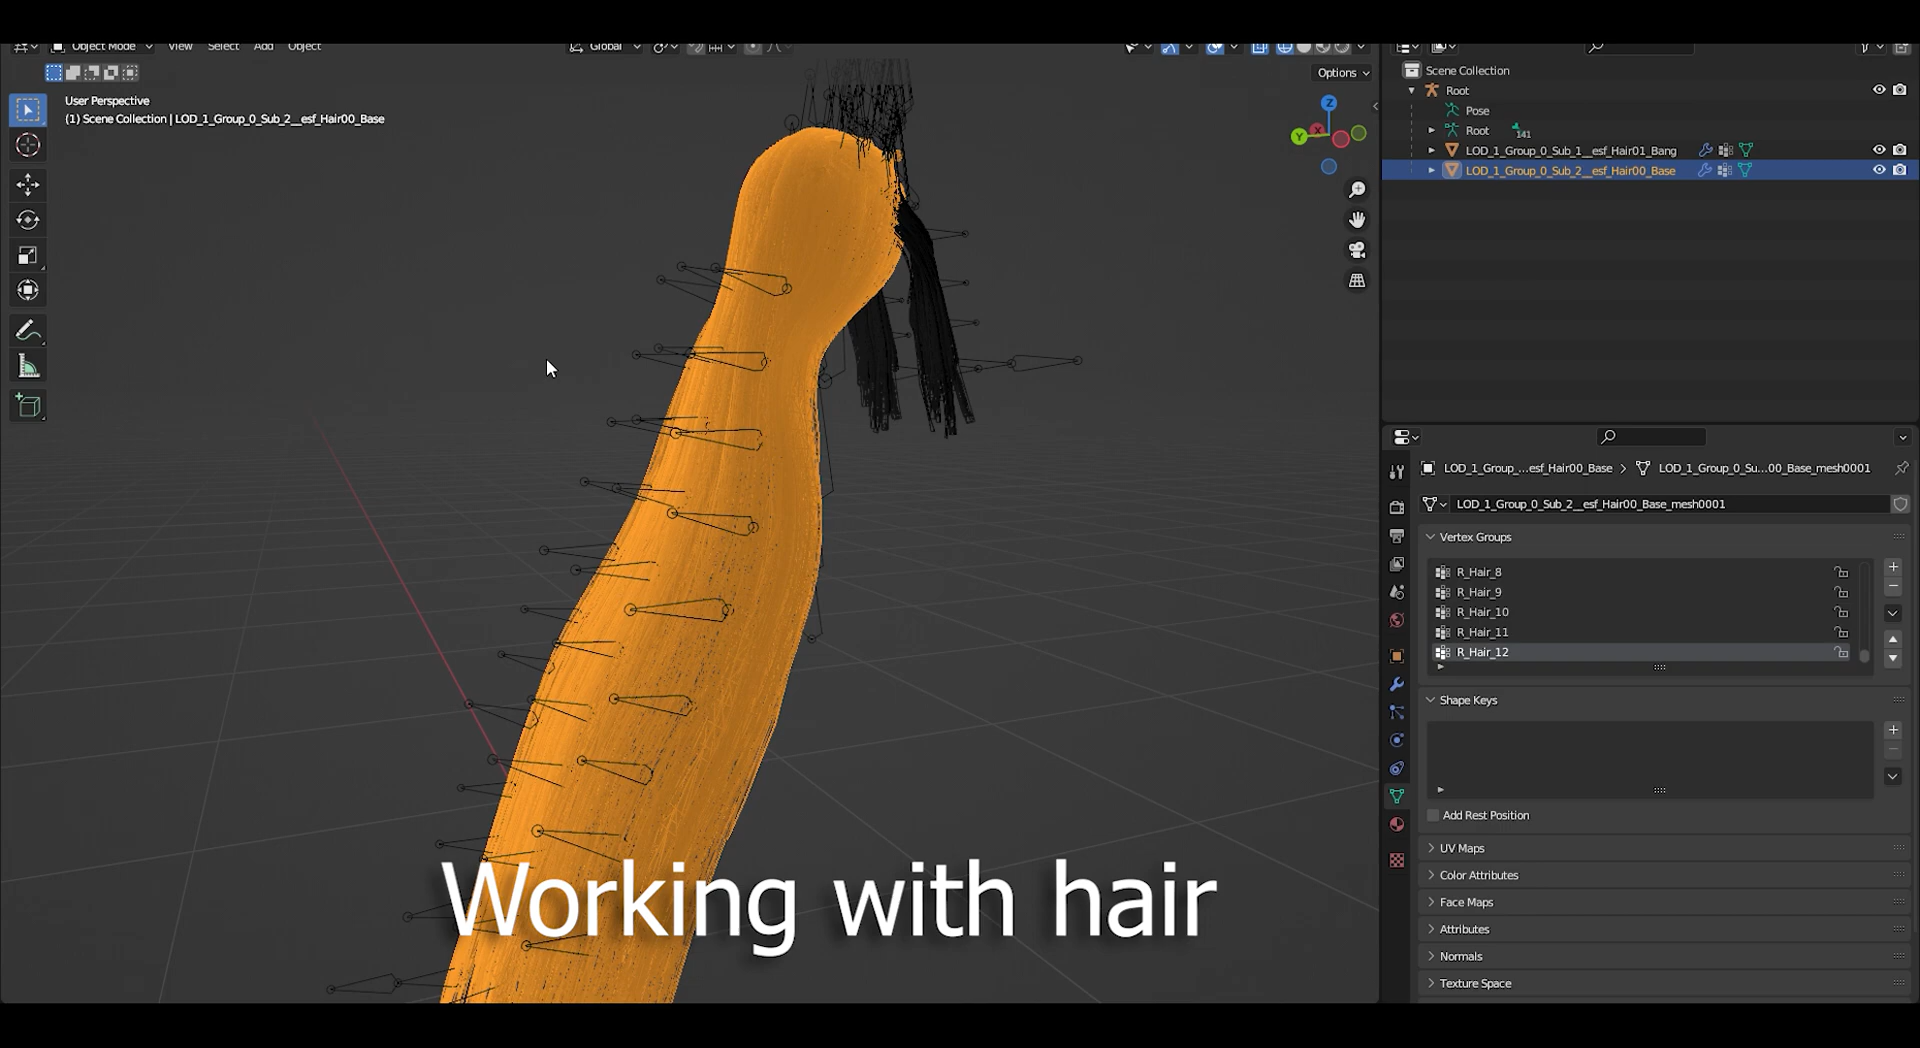 Object Mode View Select Add Object Global
Options
User Perspective
(1) Scene Collection | LOD_1_Group_0_Sub_2__esf_Hair00_Base
Z
Y
X
Scene Collection
Root
Pose
Root 141
LOD_1_Group_0_Sub_1__esf_Hair01_Bang
LOD_1_Group_0_Sub_2__esf_Hair00_Base
LOD_1_Group_...esf_Hair00_Base > LOD_1_Group_0_Su...00_Base_mesh0001
LOD_1_Group_0_Sub_2__esf_Hair00_Base_mesh0001
Vertex Groups
R_Hair_8
R_Hair_9
R_Hair_10
R_Hair_11
R_Hair_12
Shape Keys
Add Rest Position
UV Maps
Color Attributes
Face Maps
Attributes
Normals
Texture Space
Working with hair